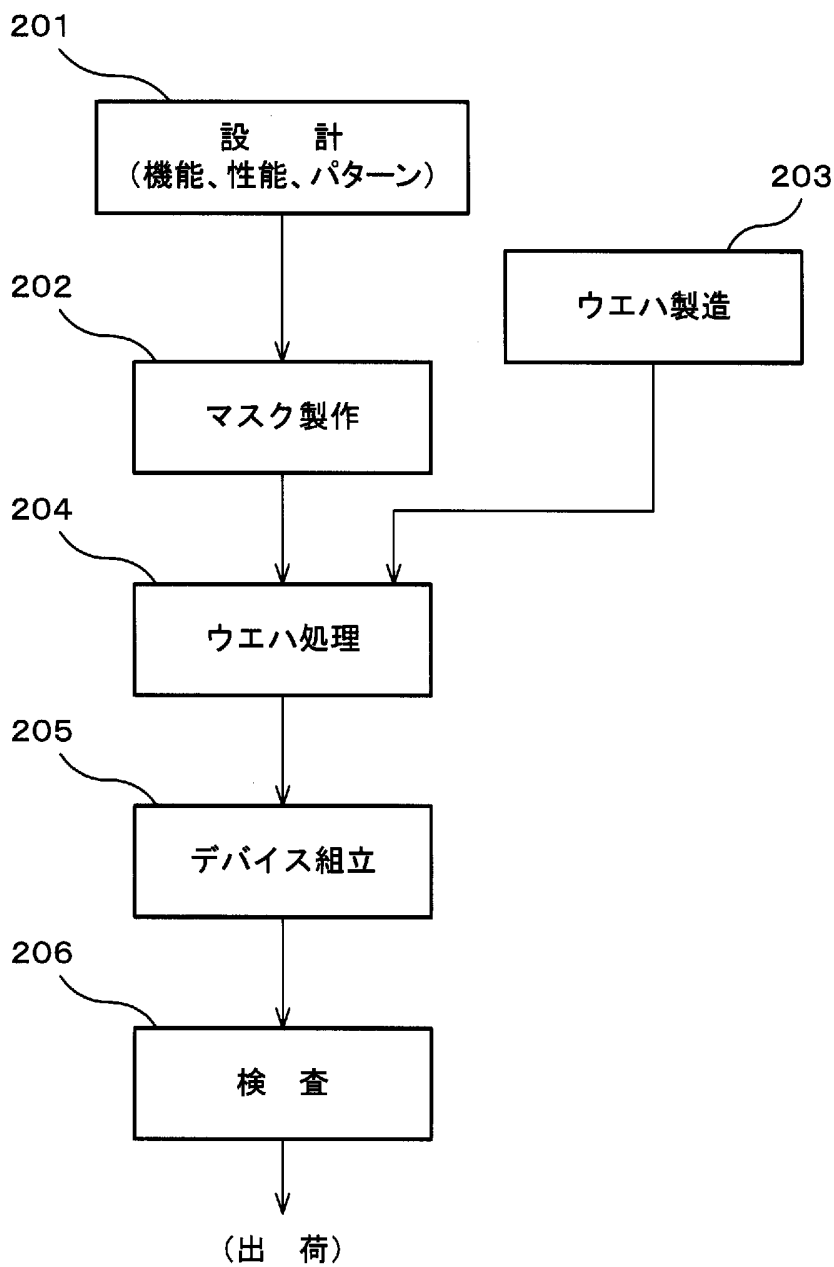 201
設　計
（機能、性能、パターン）
203
ウエハ製造
202
マスク製作
204
ウエハ処理
205
デバイス組立
206
検　査
（出　荷）